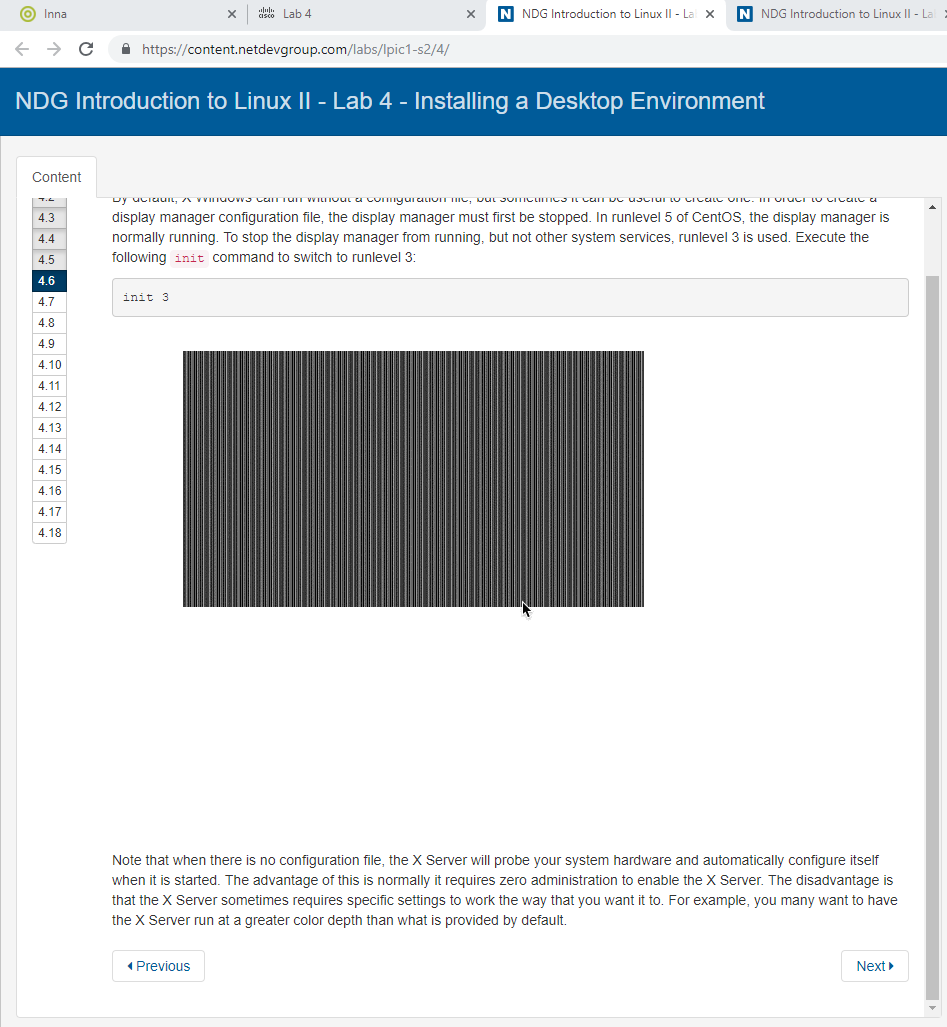 Inna
Lab 4
NDG Introduction to Linux II - La
NDG Introduction to Linux II - La
https://content.netdevgroup.com/labs/lpic1-s2/4/
NDG Introduction to Linux II - Lab 4 - Installing a Desktop Environment
Content
4.2
4.3
4.4
4.5
4.6
4.7
4.8
4.9
4.10
4.11
4.12
4.13
4.14
4.15
4.16
4.17
4.18
By default, X Windows can run without a configuration file, but sometimes it can be useful to create one. In order to create a
display manager configuration file, the display manager must first be stopped. In runlevel 5 of CentOS, the display manager is
normally running. To stop the display manager from running, but not other system services, runlevel 3 is used. Execute the
following init command to switch to runlevel 3:
init 3
Note that when there is no configuration file, the X Server will probe your system hardware and automatically configure itself
when it is started. The advantage of this is normally it requires zero administration to enable the X Server. The disadvantage is
that the X Server sometimes requires specific settings to work the way that you want it to. For example, you many want to have
the X Server run at a greater color depth than what is provided by default.
Previous
Next